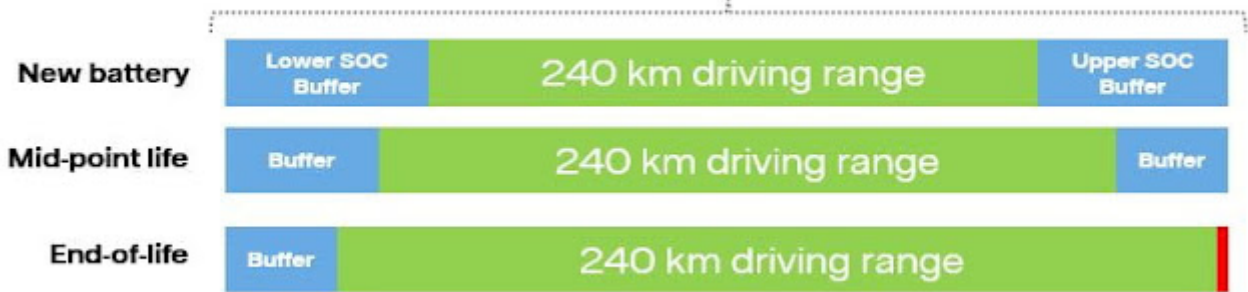 New battery
Lower SOC
Buffer
240 km driving range
Upper SOC
Buffer
Mid-point life
Buffer
240 km driving range
Buffer
End-of-life
Buffer
240 km driving range